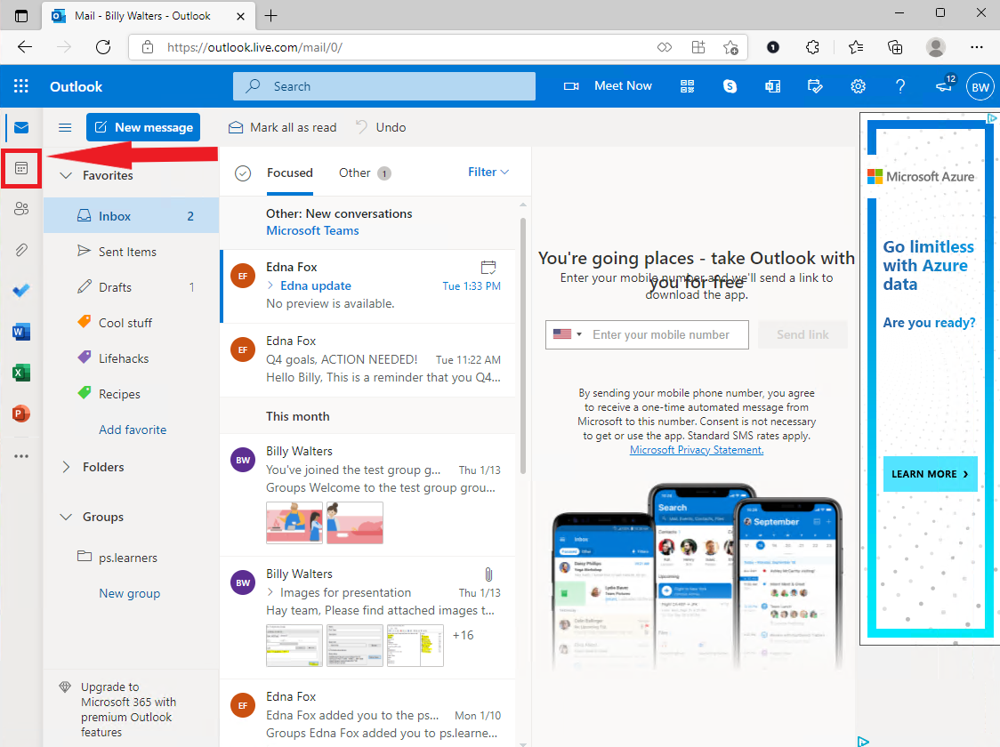 Mail - Billy Walters - Outlook
https://outlook.live.com/mail/0/
1
Outlook
Search
Meet Now
12
BW
New message
Mark all as read
Undo
Favorites
Inbox 2
Sent Items
Drafts 1
Cool stuff
Lifehacks
Recipes
Add favorite
Folders
Groups
ps.learners
New group
Upgrade to
Microsoft 365 with
premium Outlook
features
Focused
Other 1
Filter
Other: New conversations
Microsoft Teams
EF
Edna Fox
Edna update Tue 1:33 PM
No preview is available.
EF
Edna Fox
Q4 goals, ACTION NEEDED! Tue 11:22 AM
Hello Billy, This is a reminder that you Q4...
This month
BW
Billy Walters
You've joined the test group g... Thu 1/13
Groups Welcome to the test group grou...
BW
Billy Walters
Images for presentation Thu 1/13
Hay team, Please find attached images t...
+16
EF
Edna Fox
Edna Fox added you to the ps... Mon 1/10
Groups Edna Fox added you to ps.learne...
You're going places - take Outlook with
you for free
Enter your mobile number and we'll send a link to
download the app.
Enter your mobile number
Send link
By sending your mobile phone number, you agree
to receive a one-time automated message from
Microsoft to this number. Consent is not necessary
to get or use the app. Standard SMS rates apply.
Microsoft Privacy Statement.
Inbox
Search
September
Upcoming
Microsoft Azure
Go limitless
with Azure
data
Are you ready?
LEARN MORE